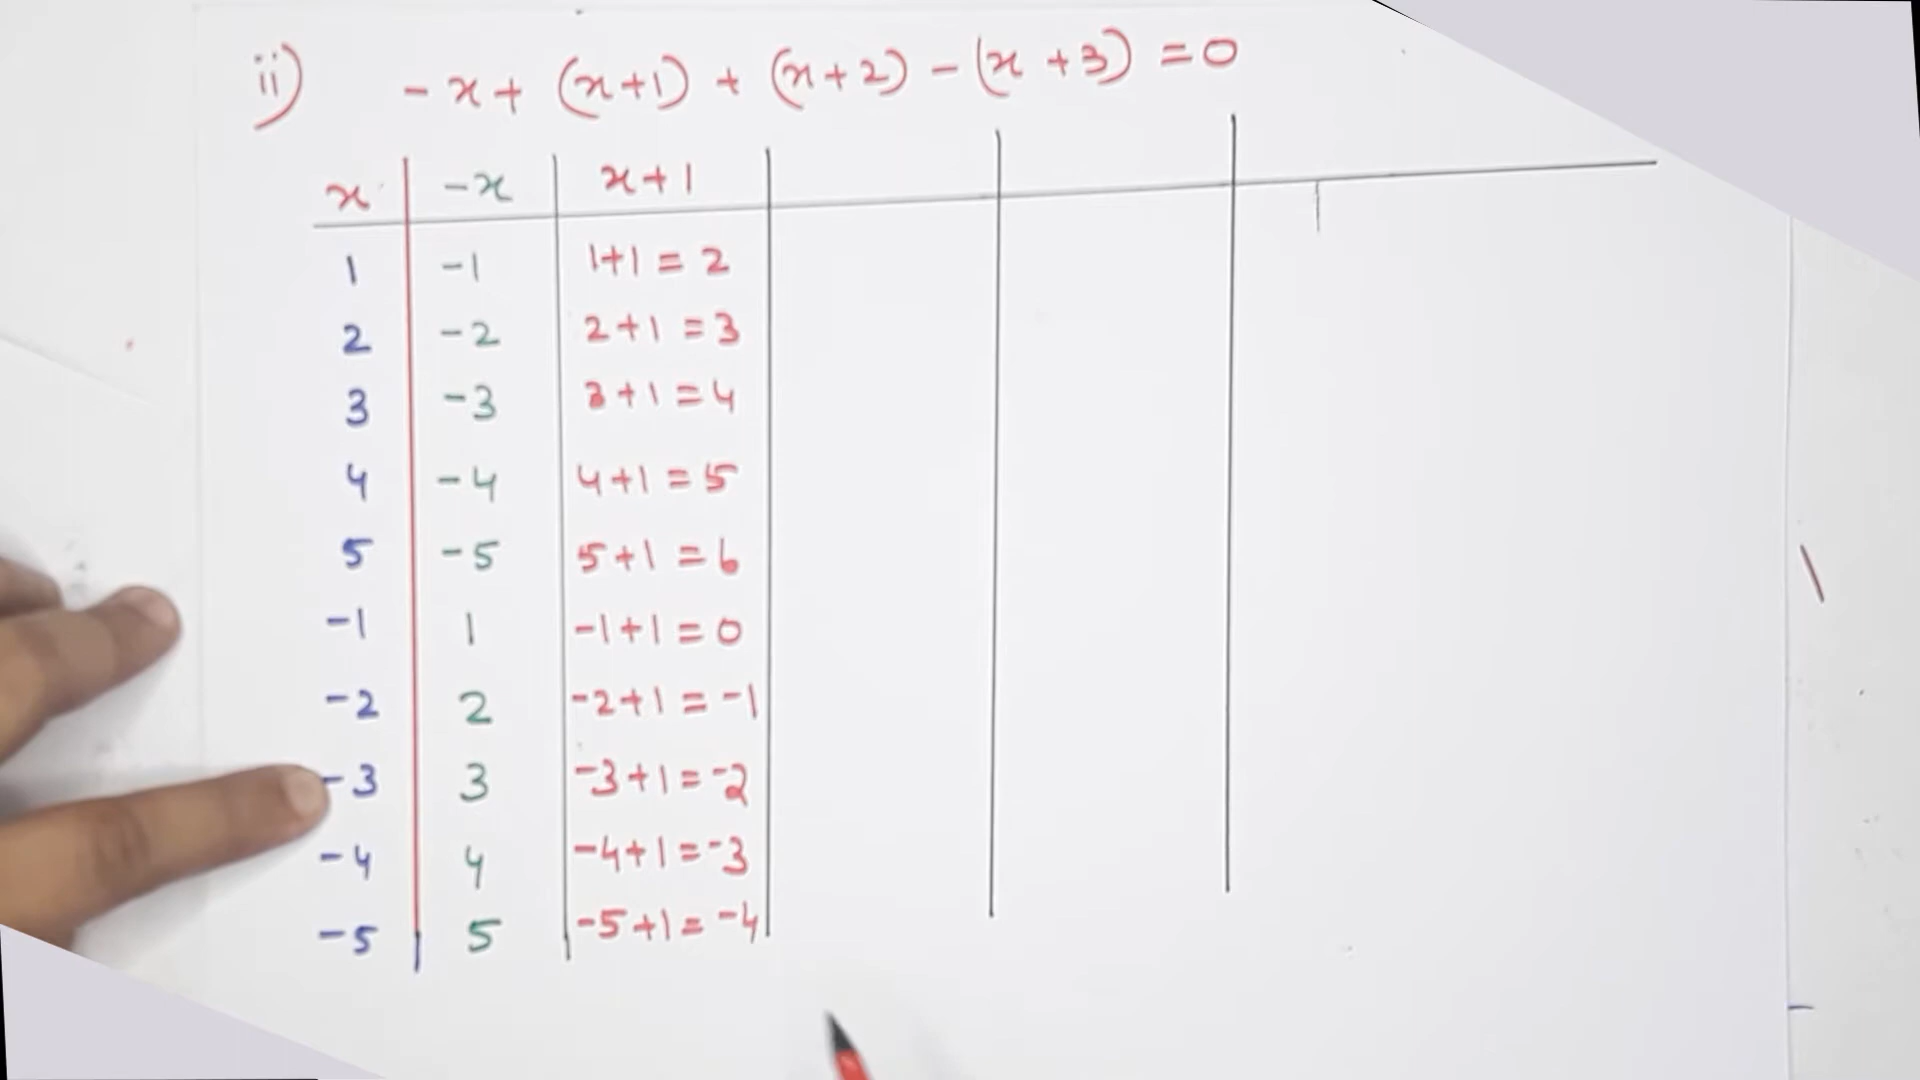 ii) -x + (x+1) + (x+2) - (x+3) = 0
x -x x+1
1 -1 1+1 = 2
2 -2 2+1 = 3
3 -3 3+1 = 4
4 -4 4+1 = 5
5 -5 5+1 = 6
-1 1 -1+1 = 0
-2 2 -2+1 = -1
-3 3 -3+1 = -2
-4 4 -4+1 = -3
-5 5 -5+1 = -4